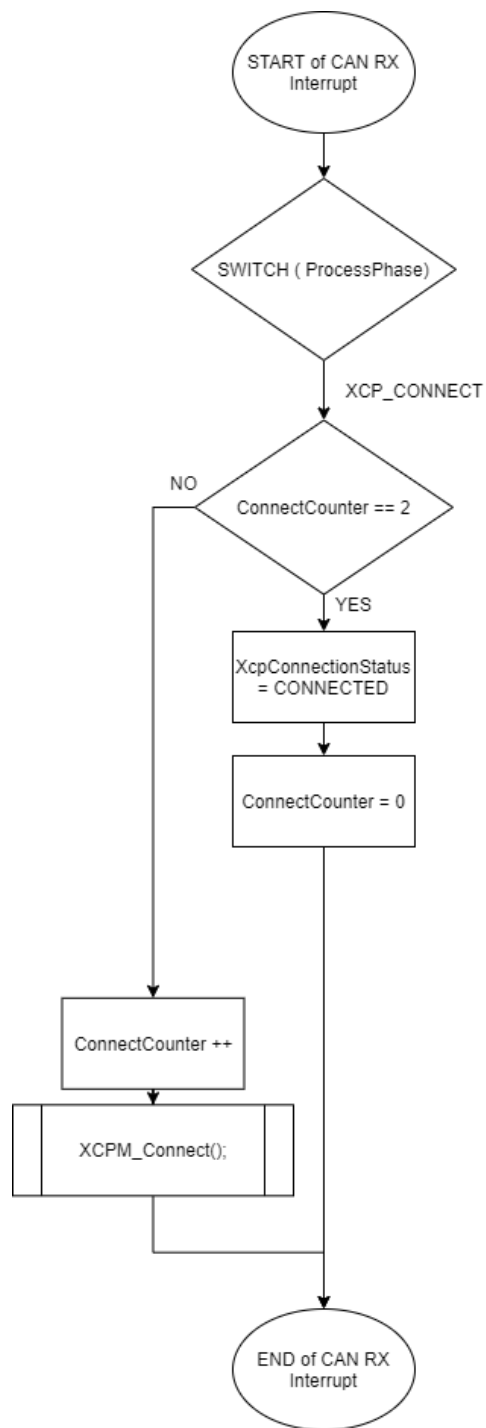 START of CAN RX
Interrupt
SWITCH ( ProcessPhase)
XCP_CONNECT
NO
ConnectCounter == 2
YES
XcpConnectionStatus
= CONNECTED
ConnectCounter = 0
ConnectCounter ++
XCPM_Connect();
END of CAN RX
Interrupt